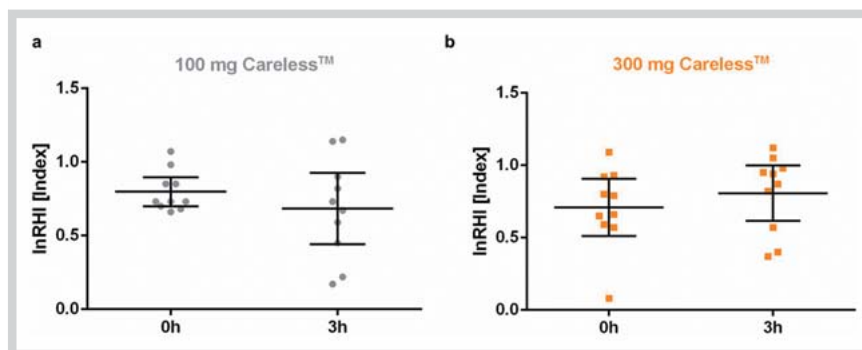 a
100 mg Careless™
lnRHI [Index]
1.5
1.0
0.5
0.0
0h
3h
b
300 mg Careless™
lnRHI [Index]
1.5
1.0
0.5
0.0
0h
3h